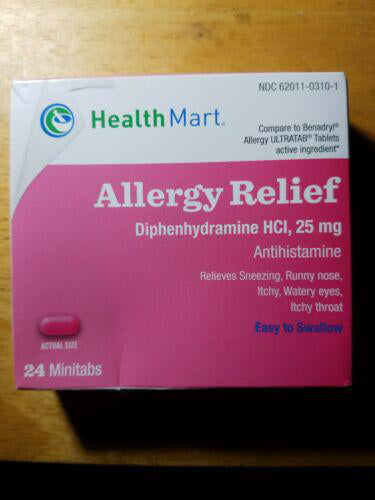 NDC 62011-0310-1
HealthMart®
Compare to Benadryl®
Allergy ULTRATAB® Tablets
active ingredient*
Allergy Relief
Diphenhydramine HCl, 25 mg
Antihistamine
Relieves Sneezing, Runny nose,
Itchy, Watery eyes,
Itchy throat
Easy to Swallow
ACTUAL SIZE
24 Minitabs